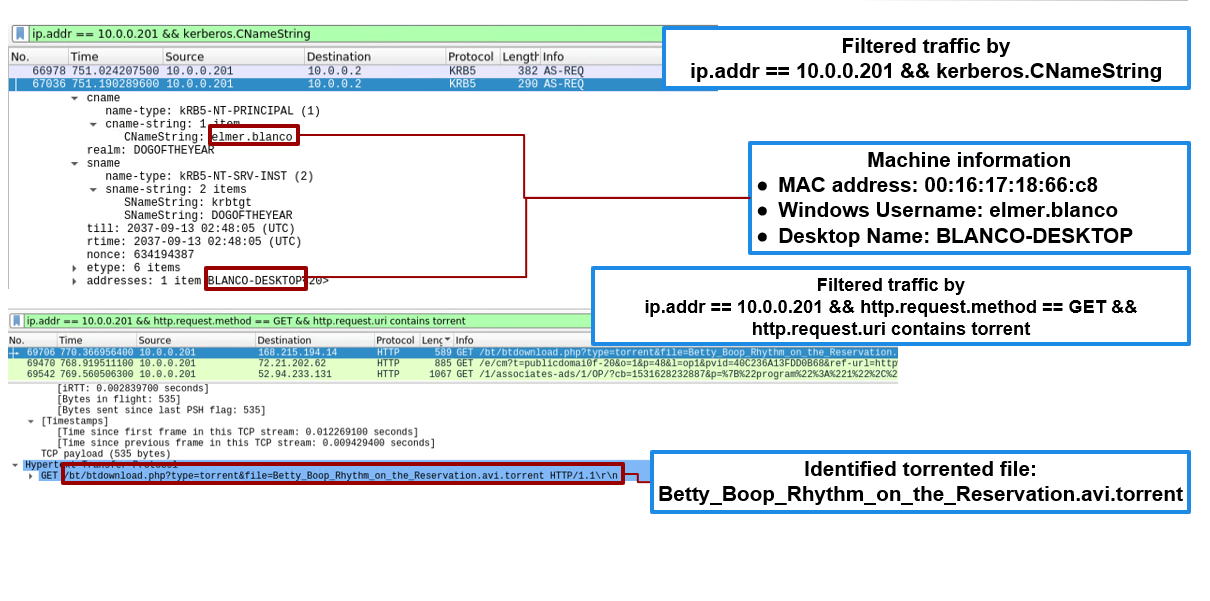 ip.addr == 10.0.0.201 && kerberos.CNameString
No. Time Source Destination Protocol Length Info
66978 751.024207500 10.0.0.201 10.0.0.2 KRB5 382 AS-REQ
67036 751.190289600 10.0.0.201 10.0.0.2 KRB5 290 AS-REQ
cname
name-type: kRB5-NT-PRINCIPAL (1)
cname-string: 1 item
CNameString: elmer.blanco
realm: DOGOFTHEYEAR
sname
name-type: kRB5-NT-SRV-INST (2)
sname-string: 2 items
SNameString: krbtgt
SNameString: DOGOFTHEYEAR
till: 2037-09-13 02:48:05 (UTC)
rtime: 2037-09-13 02:48:05 (UTC)
nonce: 634194387
etype: 6 items
addresses: 1 item BLANCO-DESKTOP<20>
Filtered traffic by
ip.addr == 10.0.0.201 && kerberos.CNameString
Machine information
● MAC address: 00:16:17:18:66:c8
● Windows Username: elmer.blanco
● Desktop Name: BLANCO-DESKTOP
Filtered traffic by
ip.addr == 10.0.0.201 && http.request.method == GET &&
http.request.uri contains torrent
ip.addr == 10.0.0.201 && http.request.method == GET && http.request.uri contains torrent
No. Time Source Destination Protocol Leng Info
69706 770.366956400 10.0.0.201 168.215.194.14 HTTP 589 GET /bt/btdownload.php?type=torrent&file=Betty_Boop_Rhythm_on_the_Reservation.
69470 768.919511100 10.0.0.201 72.21.202.62 HTTP 885 GET /e/cm?t=publicdomai0f-20&o=1&p=48&l=op1&pvid=40C236A13FDD0B68&ref-url=http
69542 769.560506300 10.0.0.201 52.94.233.131 HTTP 1067 GET /1/associates-ads/1/OP/?cb=1531628232887&p=%7B%22program%22%3A%221%22%2C%2
[iRTT: 0.002839700 seconds]
[Bytes in flight: 535]
[Bytes sent since last PSH flag: 535]
[Timestamps]
[Time since first frame in this TCP stream: 0.012269100 seconds]
[Time since previous frame in this TCP stream: 0.009429400 seconds]
TCP payload (535 bytes)
Hypertext Transfer Protocol
GET /bt/btdownload.php?type=torrent&file=Betty_Boop_Rhythm_on_the_Reservation.avi.torrent HTTP/1.1\r\n
Identified torrented file:
Betty_Boop_Rhythm_on_the_Reservation.avi.torrent